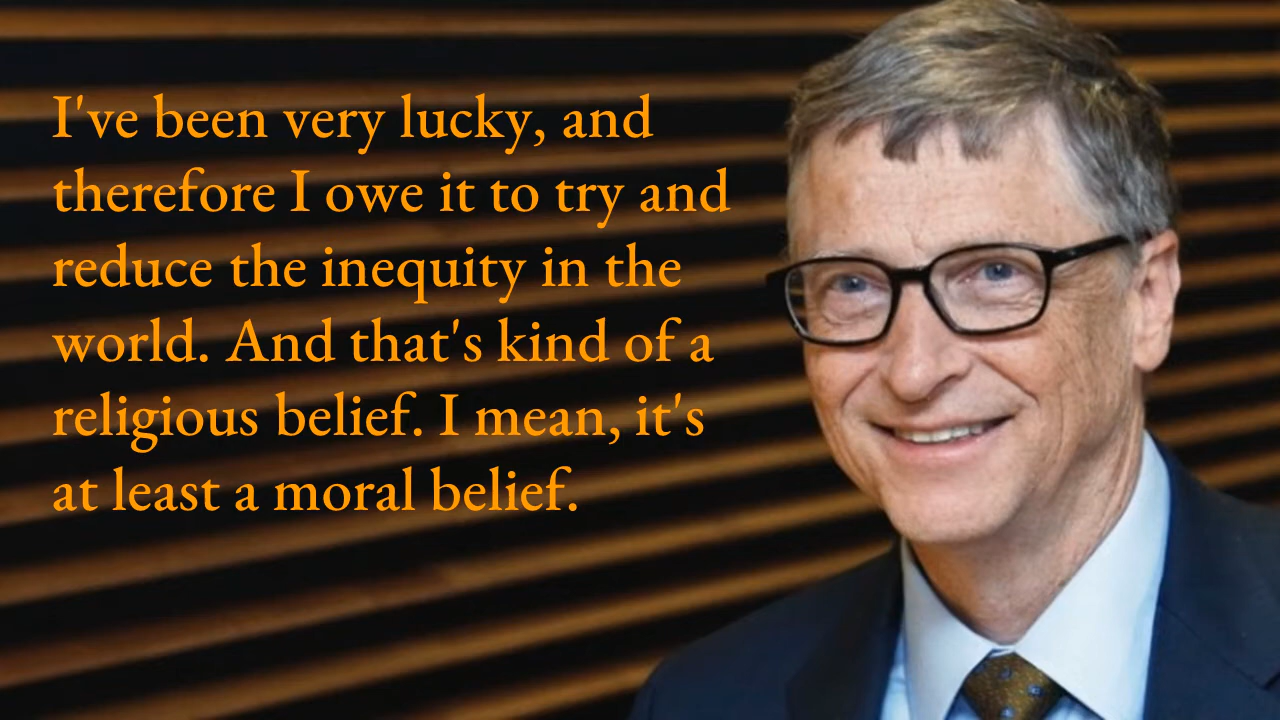 I've been very lucky, and
therefore I owe it to try and
reduce the inequity in the
world. And that's kind of a
religious belief. I mean, it's
at least a moral belief.